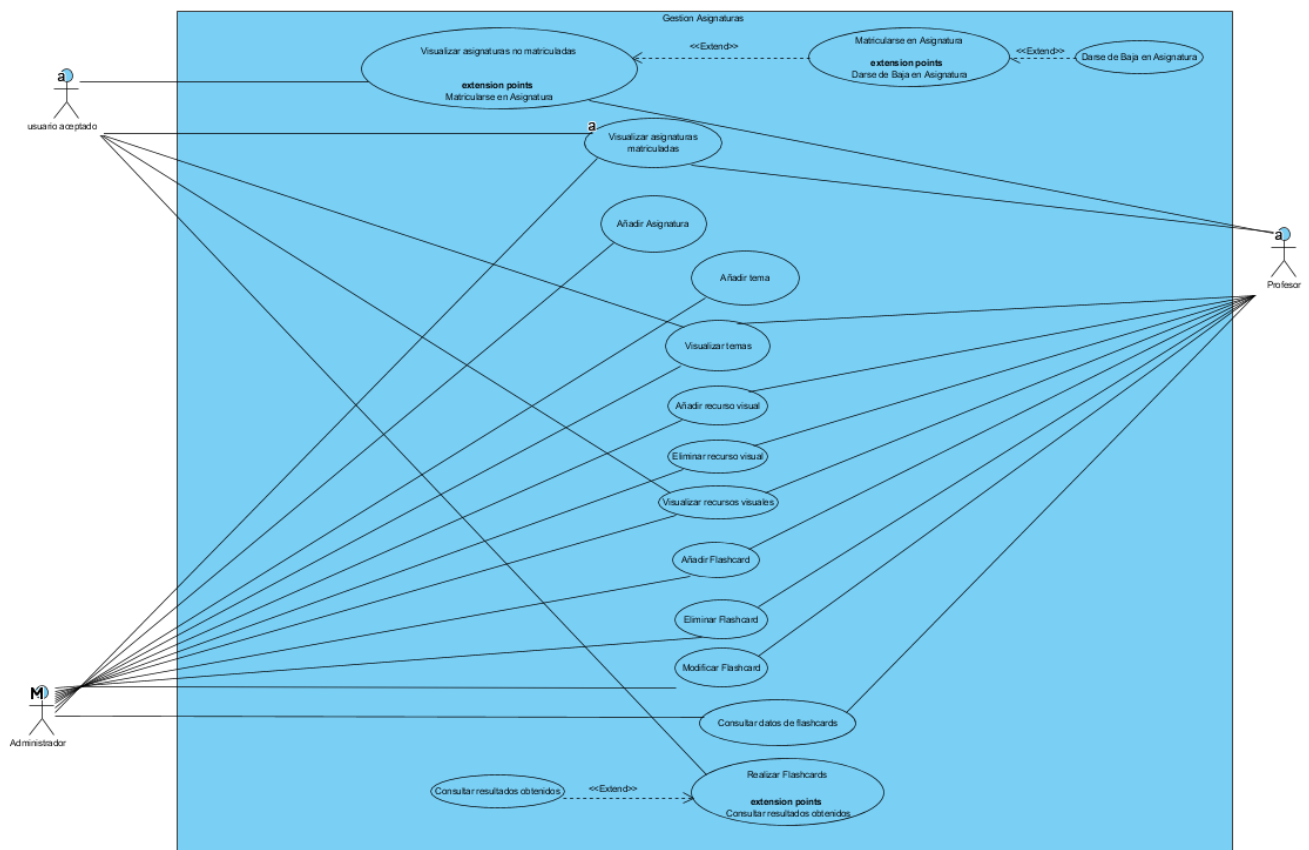 Gestion Asignaturas
Visualizar asignaturas no matriculadas
extension points
Matricularse en Asignatura
<<Extend>>
Matricularse en Asignatura
extension points
Darse de Baja en Asignatura
<<Extend>>
Darse de Baja en Asignatura
a
usuario aceptado
a
Visualizar asignaturas
matriculadas
Añadir Asignatura
a
Profesor
Añadir tema
Visualizar temas
Añadir recurso visual
Eliminar recurso visual
Visualizar recursos visuales
Añadir Flashcard
Eliminar Flashcard
Modificar Flashcard
M
Administrador
Consultar datos de flashcards
Realizar Flashcards
extension points
Consultar resultados obtenidos
<<Extend>>
Consultar resultados obtenidos